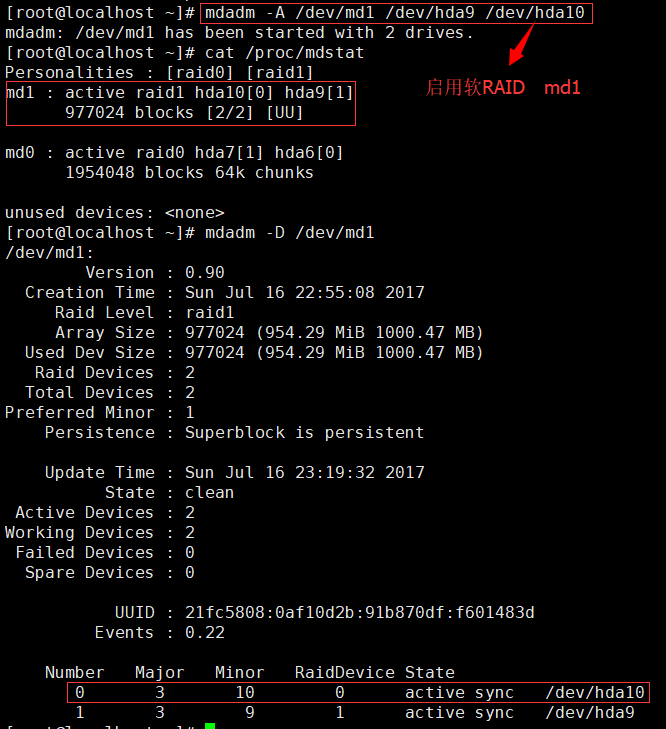 [root@localhost ~]# mdadm -A /dev/md1 /dev/hda9 /dev/hda10
mdadm: /dev/md1 has been started with 2 drives.
[root@localhost ~]# cat /proc/mdstat
Personalities : [raid0] [raid1]
启用软RAID md1
md1 : active raid1 hda10[0] hda9[1]
977024 blocks [2/2] [UU]
md0 : active raid0 hda7[1] hda6[0]
1954048 blocks 64k chunks
unused devices: <none>
[root@localhost ~]# mdadm -D /dev/md1
/dev/md1:
Version : 0.90
Creation Time : Sun Jul 16 22:55:08 2017
Raid Level : raid1
Array Size : 977024 (954.29 MiB 1000.47 MB)
Used Dev Size : 977024 (954.29 MiB 1000.47 MB)
Raid Devices : 2
Total Devices : 2
Preferred Minor : 1
Persistence : Superblock is persistent
Update Time : Sun Jul 16 23:19:32 2017
State : clean
Active Devices : 2
Working Devices : 2
Failed Devices : 0
Spare Devices : 0
UUID : 21fc5808:0af10d2b:91b870df:f601483d
Events : 0.22
Number Major Minor RaidDevice State
0 3 10 0 active sync /dev/hda10
1 3 9 1 active sync /dev/hda9
[root@localhost ~]#